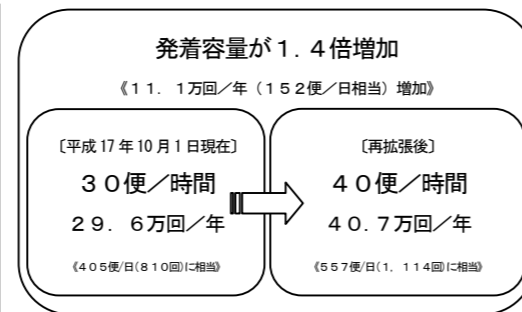 発着容量が1.4倍増加
《11.1万回/年(152便/日相当)増加》
〔平成17年10月1日現在〕
30便/時間
29.6万回/年
《405便/日(810回)に相当》
〔再拡張後〕
40便/時間
40.7万回/年
《557便/日(1,114回)に相当》